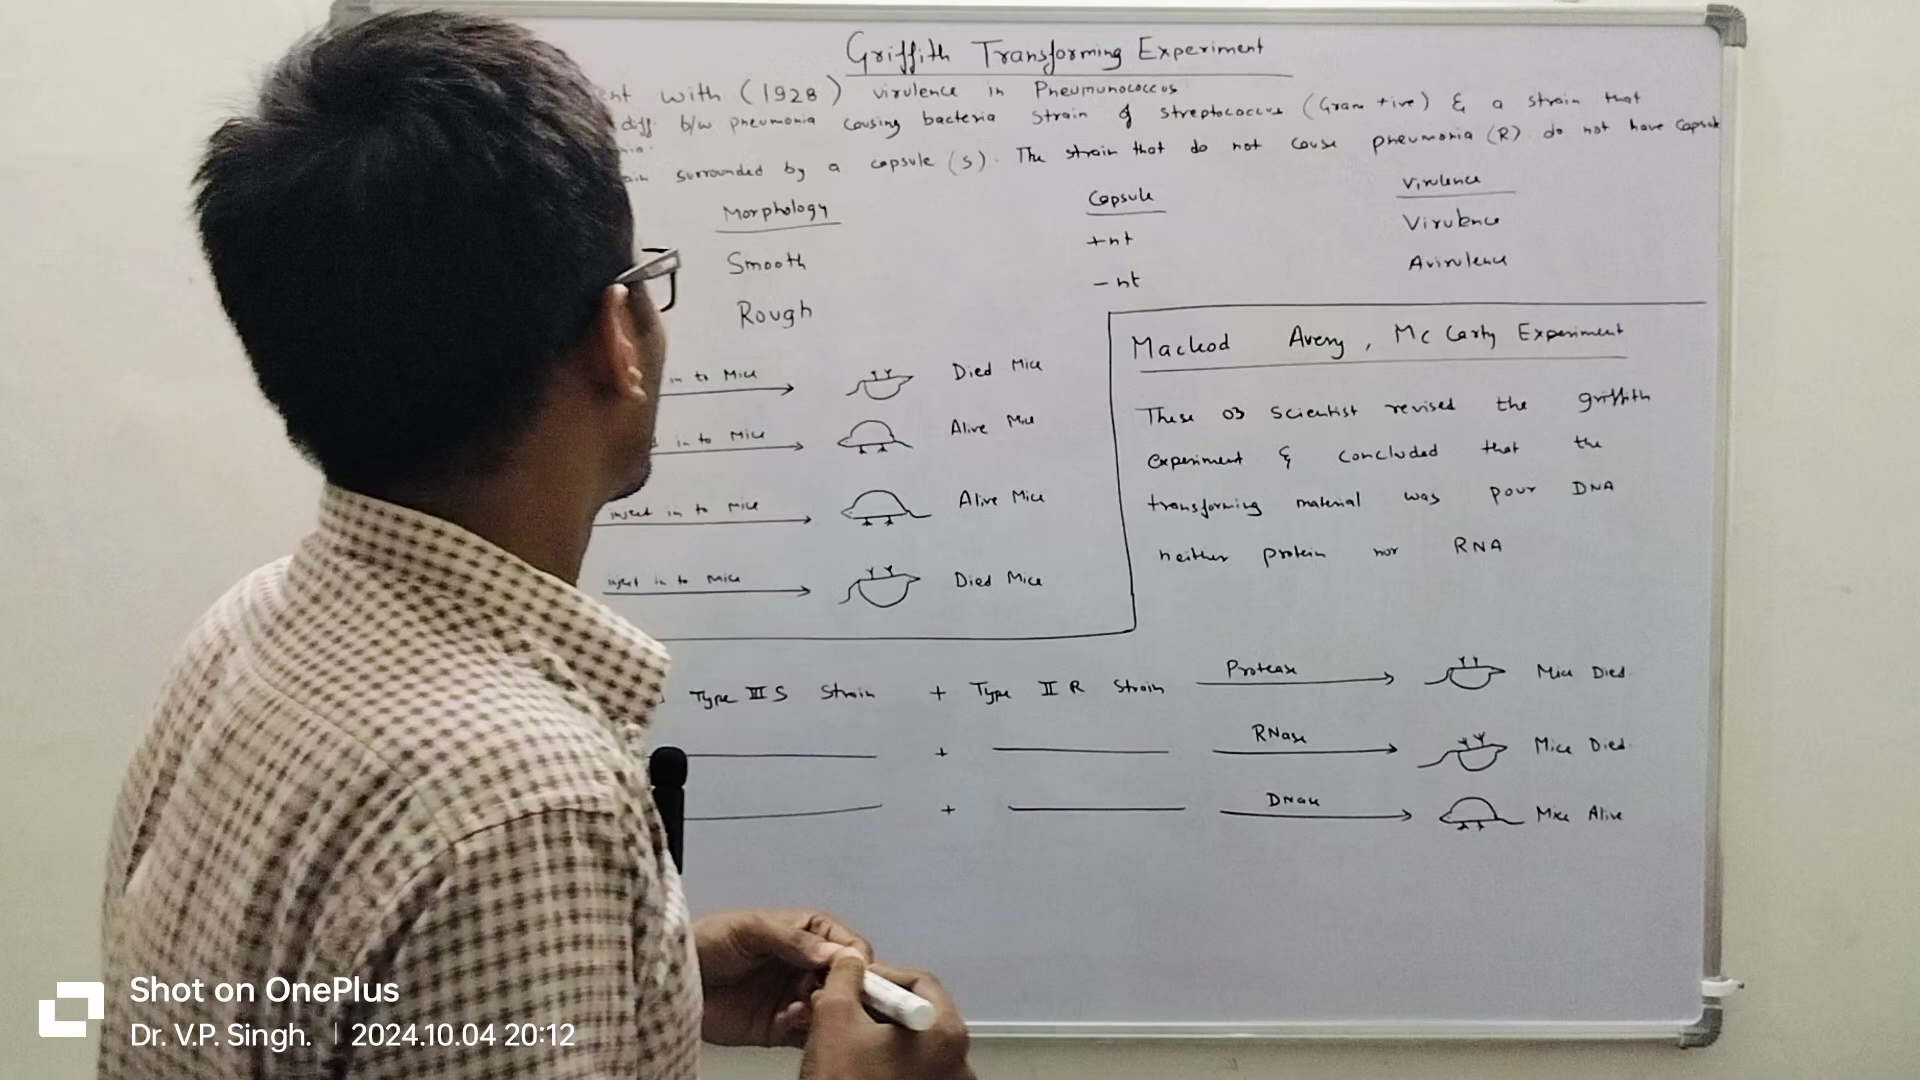 Griffith Transforming Experiment
with (1928) virulence in Pneumunococcus
diff. b/w pneumonia causing bacteria strain of streptococcus (Gram +ive) & a strain that
surrounded by a capsule (S). The strain that do not cause pneumonia (R) do not have capsule
Morphology Capsule Virulence
Smooth +nt Virulence
Rough -nt Avirulence
in to Mice Died Mice
in to Mice Alive Mice
inject in to Mice Alive Mice
inject in to Mice Died Mice
Macleod Avery, Mc Carty Experiment
These 03 Scientist revised the griffith
experiment & concluded that the
transforming material was pour DNA
neither protein nor RNA
Type III S Strain + Type II R Strain Protease Mice Died
+ RNase Mice Died
+ DNase Mice Alive
Shot on OnePlus
Dr. V.P. Singh. | 2024.10.04 20:12